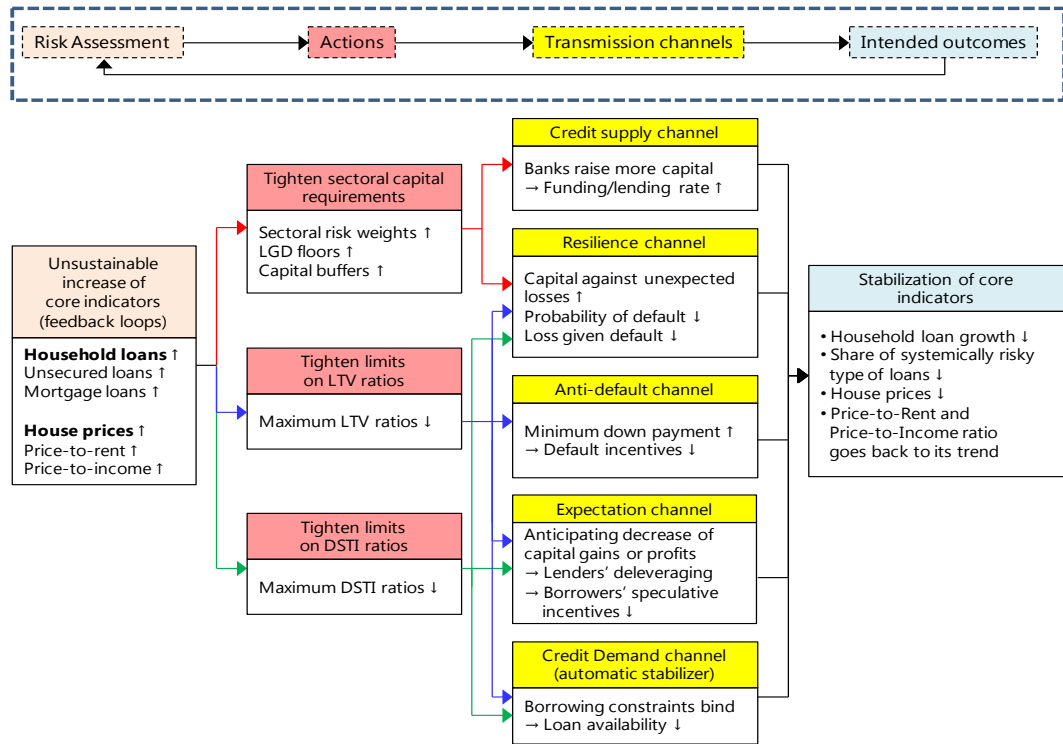 Risk Assessment
Actions
Transmission channels
Intended outcomes
Unsustainable
increase of
core indicators
(feedback loops)
Household loans ↑
Unsecured loans ↑
Mortgage loans ↑
House prices ↑
Price-to-rent ↑
Price-to-income ↑
Tighten sectoral capital
requirements
Sectoral risk weights ↑
LGD floors ↑
Capital buffers ↑
Tighten limits
on LTV ratios
Maximum LTV ratios ↓
Tighten limits
on DSTI ratios
Maximum DSTI ratios ↓
Credit supply channel
Banks raise more capital
→ Funding/lending rate ↑
Resilience channel
Capital against unexpected
losses ↑
Probability of default ↓
Loss given default ↓
Anti-default channel
Minimum down payment ↑
→ Default incentives ↓
Expectation channel
Anticipating decrease of
capital gains or profits
→ Lenders' deleveraging
→ Borrowers' speculative
incentives ↓
Credit Demand channel
(automatic stabilizer)
Borrowing constraints bind
→ Loan availability ↓
Stabilization of core
indicators
• Household loan growth ↓
• Share of systemically risky
type of loans ↓
• House prices ↓
• Price-to-Rent and
Price-to-Income ratio
goes back to its trend